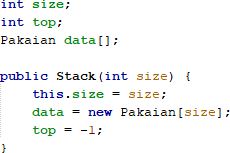 int size;
int top;
Pakaian data[];
public Stack(int size) {
this.size = size;
data = new Pakaian[size];
top = -1;
}